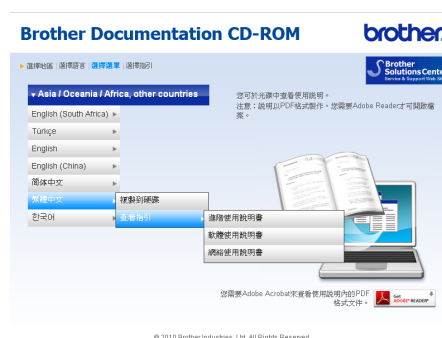 Brother Documentation CD-ROM
brother
選擇地區 | 選擇語言 | 選擇選單 | 選擇指引
Brother
Solutions Center
Service & Support Web Site
Asia / Oceania / Africa, other countries
English (South Africa)
Türkçe
English
English (China)
简体中文
繁體中文
한국어
複製到硬碟
查看指引
進階使用說明書
軟體使用說明書
網絡使用說明書
您可於光碟中查看使用說明。
注意：說明以PDF格式製作，您需要Adobe Reader才可開啟檔
案。
您需要Adobe Acrobat來查看使用說明內的PDF
格式文件。
Get
ADOBE® READER®
© 2010 Brother Industries, Ltd. All Rights Reserved.